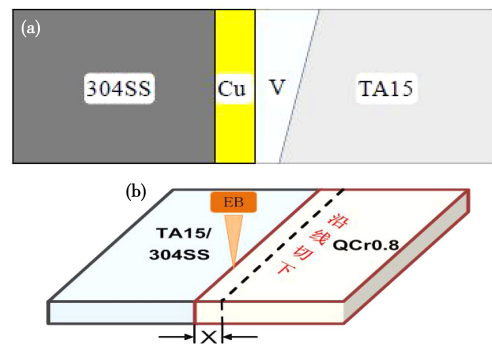 (a)
304SS
Cu
V
TA15
(b)
EB
TA15/
304SS
沿线切下
QCr0.8
X